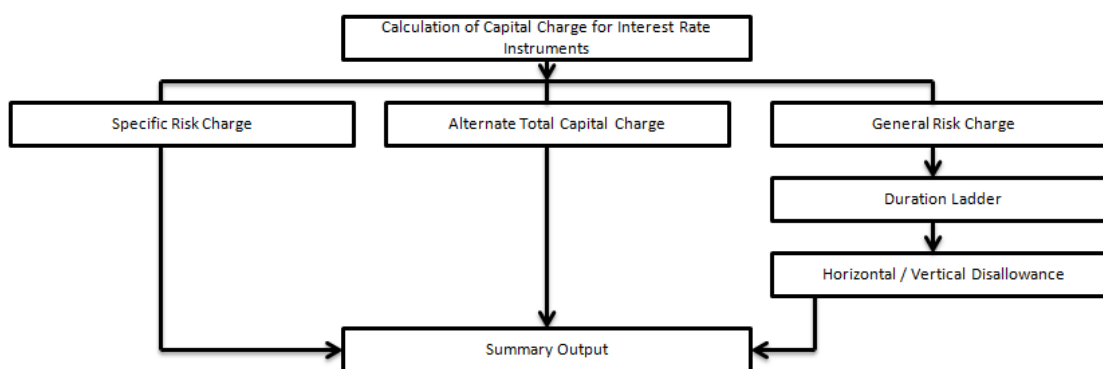 Calculation of Capital Charge for Interest Rate
Instruments
Specific Risk Charge
Alternate Total Capital Charge
General Risk Charge
Duration Ladder
Horizontal / Vertical Disallowance
Summary Output